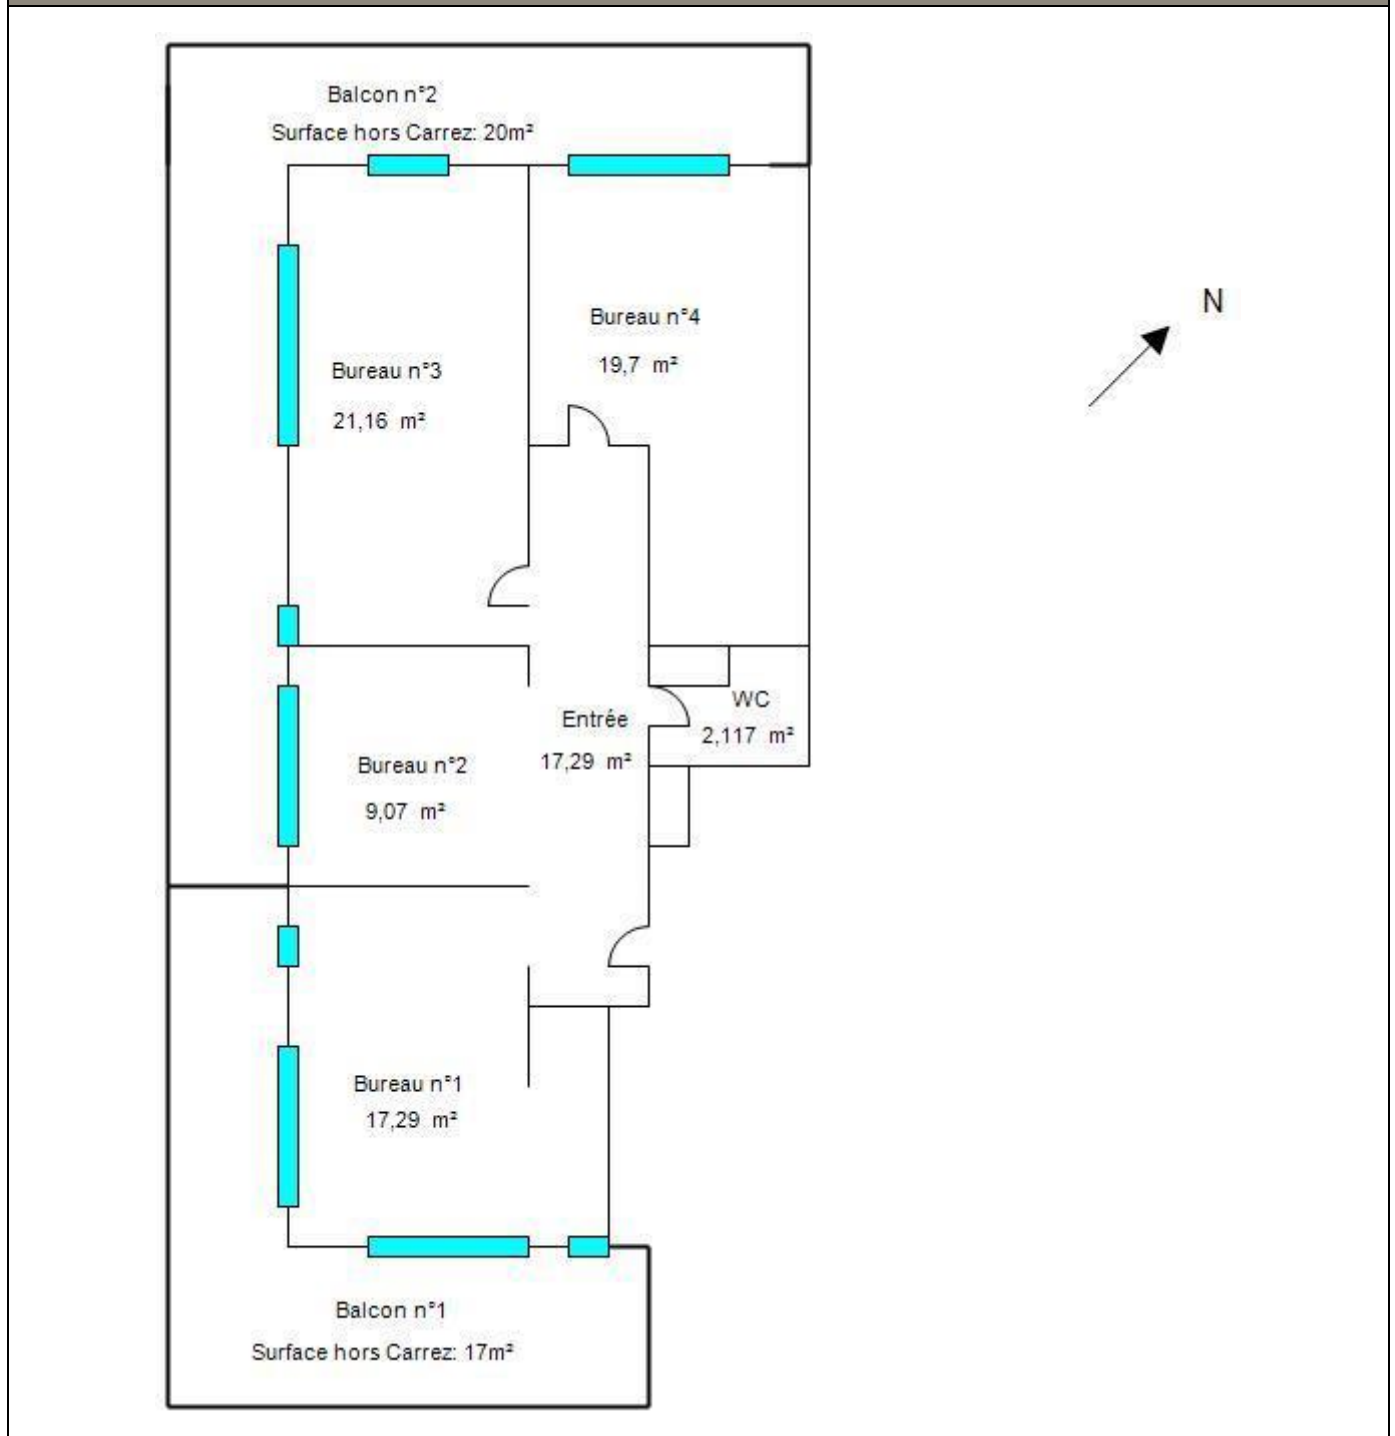 Balcon n°2
Surface hors Carrez: 20m²
N
Bureau n°4
19,7 m²
Bureau n°3
21,16 m²
WC
2,117 m²
Entrée
17,29 m²
Bureau n°2
9,07 m²
Bureau n°1
17,29 m²
Balcon n°1
Surface hors Carrez: 17m²